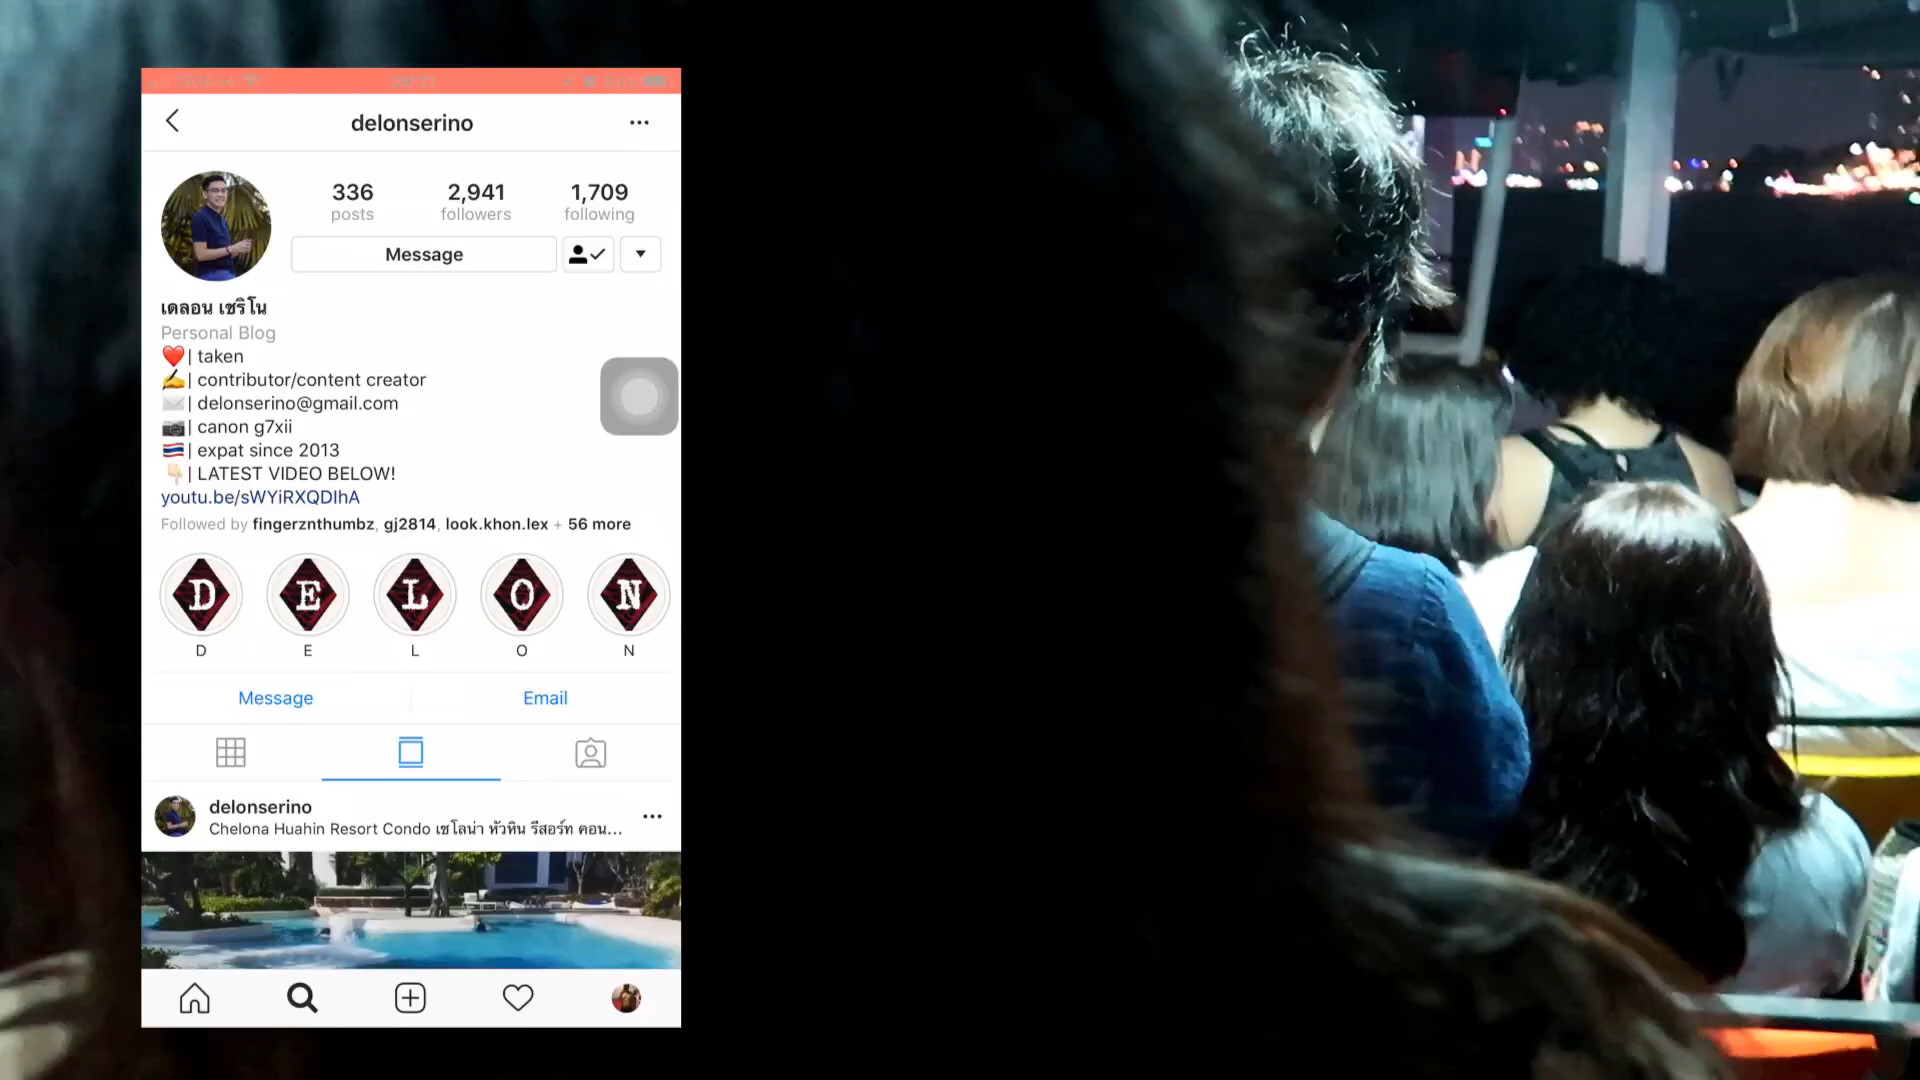 delonserino
336
posts
2,941
followers
1,709
following
Message
เดลอน เซริโน
Personal Blog
❤️| taken
✍🏻| contributor/content creator
✉️| delonserino@gmail.com
📷| canon g7xii
🇹🇭| expat since 2013
👇🏻| LATEST VIDEO BELOW!
youtu.be/sWYiRXQDIhA
Followed by fingerznthumbz, gj2814, look.khon.lex + 56 more
D E L O N
D E L O N
Message Email
delonserino
Chelona Huahin Resort Condo เชโลน่า หัวหิน รีสอร์ท คอน...